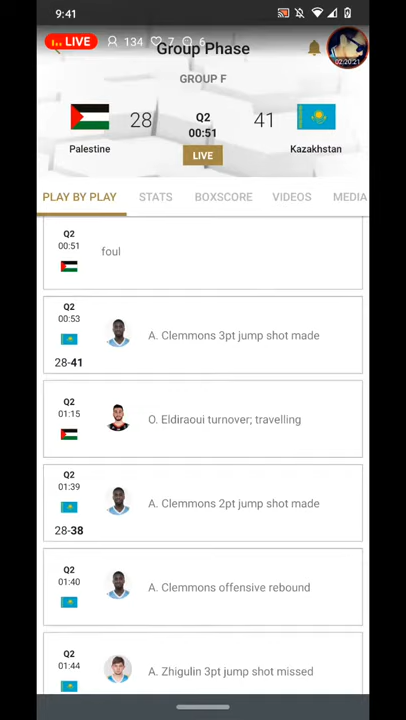 9:41
LIVE 134 7 6
Group Phase
02:20:21
GROUP F
28 Q2 41
00:51
Palestine Kazakhstan
LIVE
PLAY BY PLAY STATS BOXSCORE VIDEOS MEDIA
Q2
00:51
foul
Q2
00:53
A. Clemmons 3pt jump shot made
28-41
Q2
01:15
O. Eldiraoui turnover; travelling
Q2
01:39
A. Clemmons 2pt jump shot made
28-38
Q2
01:40
A. Clemmons offensive rebound
Q2
01:44
A. Zhigulin 3pt jump shot missed